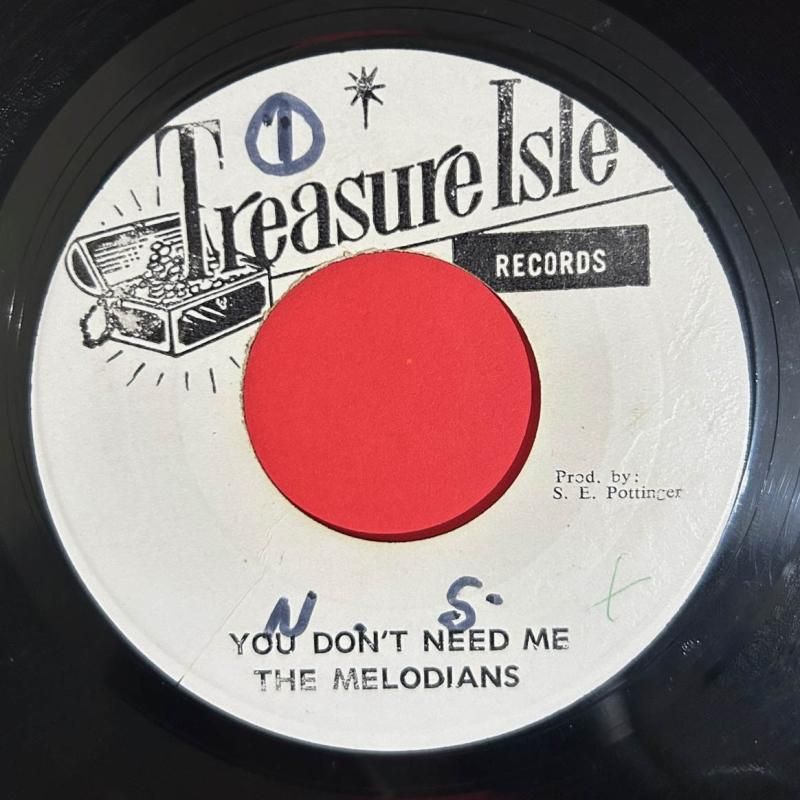 1
Treasure Isle
RECORDS
Prod. by:
S. E. Pottinger
N. S.
YOU DON'T NEED ME
THE MELODIANS